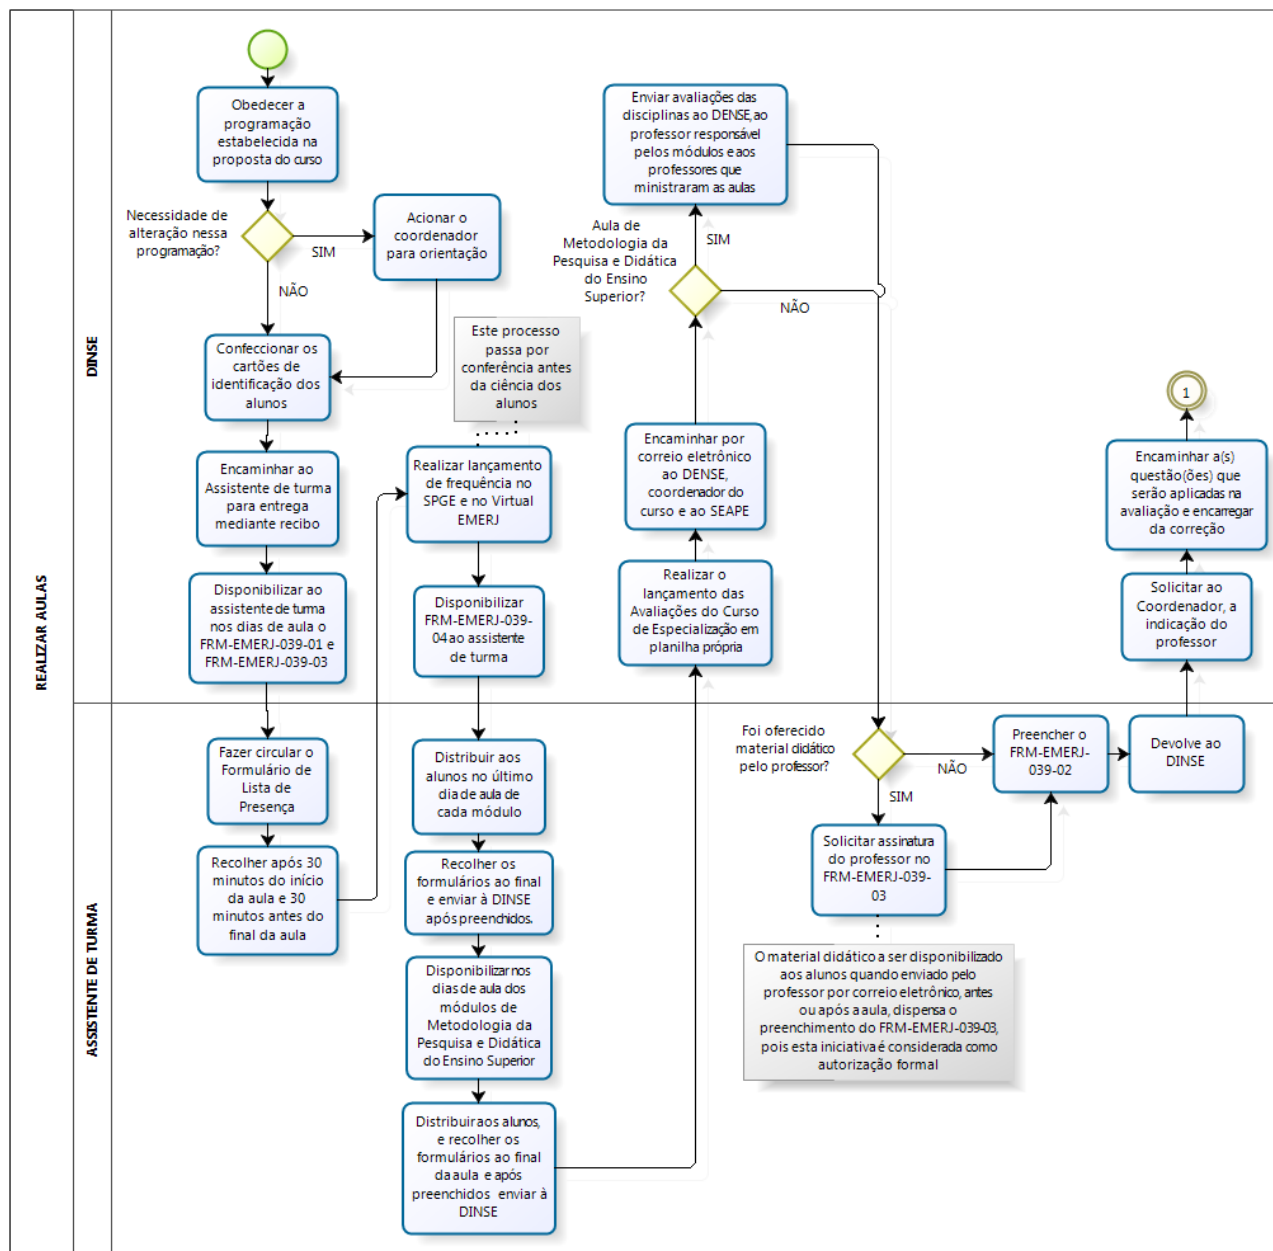 REALIZAR AULAS
DINSE
Obedecer a
programação
estabelecida na
proposta do curso
Necessidade de
alteração nessa
programação?
SIM
NÃO
Acionar o
coordenador
para orientação
Confeccionar os
cartões de
identificação dos
alunos
Encaminhar ao
Assistente de turma
para entrega
mediante recibo
Disponibilizar ao
assistente de turma
nos dias de aula o
FRM-EMERJ-039-01 e
FRM-EMERJ-039-03
Este processo
passa por
conferência antes
da ciência dos
alunos
Realizar lançamento
de frequência no
SPGE e no Virtual
EMERJ
Disponibilizar
FRM-EMERJ-039-
04 ao assistente
de turma
Enviar avaliações das
disciplinas ao DENSE, ao
professor responsável
pelos módulos e aos
professores que
ministraram as aulas
Aula de
Metodologia da
Pesquisa e Didática
do Ensino
Superior?
SIM
NÃO
Encaminhar por
correio eletrônico
ao DENSE,
coordenador do
curso e ao SEAPE
Realizar o
lançamento das
Avaliações do Curso
de Especialização em
planilha própria
1
Encaminhar a(s)
questão(ões) que
serão aplicadas na
avaliação e encarregar
da correção
Solicitar ao
Coordenador, a
indicação do
professor
ASSISTENTE DE TURMA
Fazer circular o
Formulário de
Lista de
Presença
Recolher após 30
minutos do início
da aula e 30
minutos antes do
final da aula
Distribuir aos
alunos no último
dia de aula de
cada módulo
Recolher os
formulários ao final
e enviar à DINSE
após preenchidos.
Disponibilizar nos
dias de aula dos
módulos de
Metodologia da
Pesquisa e Didática
do Ensino Superior
Distribuir aos alunos,
e recolher os
formulários ao final
da aula e após
preenchidos enviar à
DINSE
Foi oferecido
material didático
pelo professor?
NÃO
SIM
Solicitar assinatura
do professor no
FRM-EMERJ-039-
03
Preencher o
FRM-EMERJ-
039-02
Devolve ao
DINSE
O material didático a ser disponibilizado
aos alunos quando enviado pelo
professor por correio eletrônico, antes
ou após a aula, dispensa o
preenchimento do FRM-EMERJ-039-03,
pois esta iniciativa é considerada como
autorização formal